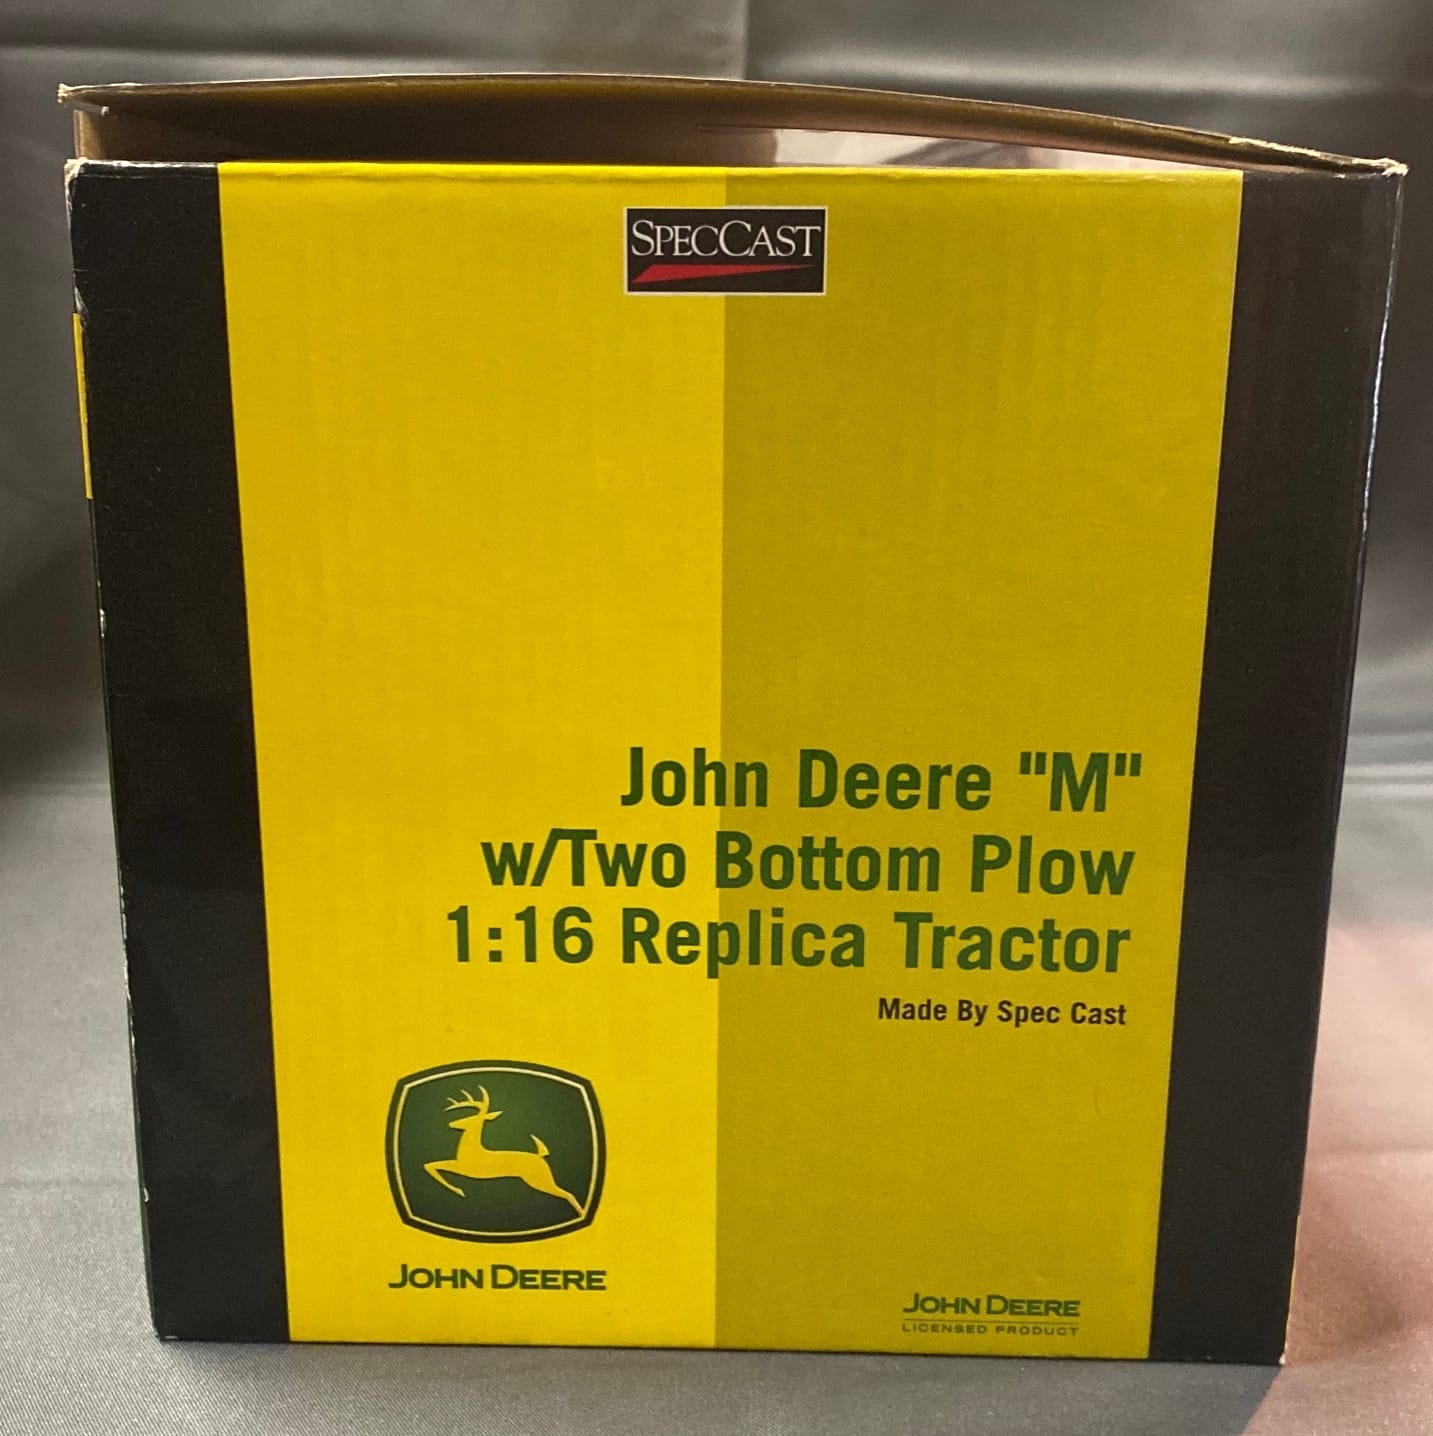 SPECCAST
John Deere "M"
w/Two Bottom Plow
1:16 Replica Tractor
Made By Spec Cast
JOHN DEERE
JOHN DEERE
LICENSED PRODUCT